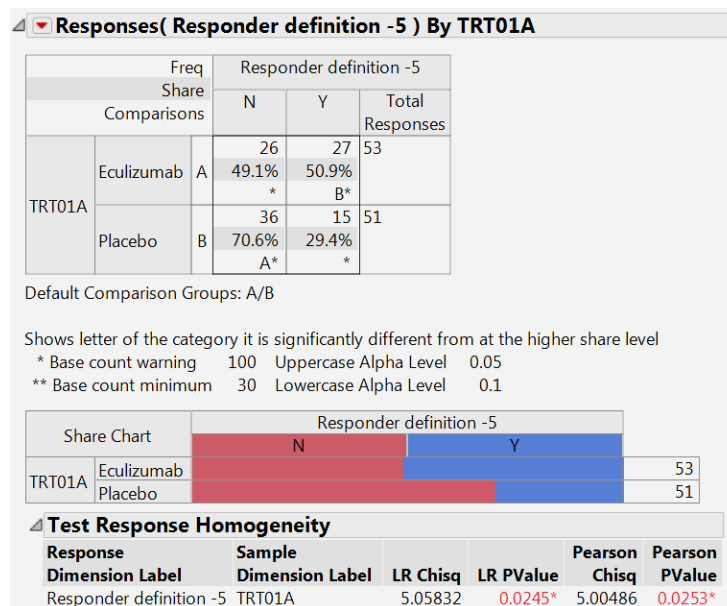 Responses( Responder definition -5 ) By TRT01A
Freq Responder definition -5
Share
Comparisons N Y Total Responses
26 27 53
TRT01A Eculizumab A 49.1% 50.9%
* B*
36 15 51
Placebo B 70.6% 29.4%
A* *
Default Comparison Groups: A/B
Shows letter of the category it is significantly different from at the higher share level
* Base count warning 100 Uppercase Alpha Level 0.05
** Base count minimum 30 Lowercase Alpha Level 0.1
Share Chart Responder definition -5
N Y
TRT01A Eculizumab 53
Placebo 51
Test Response Homogeneity
Response Sample Pearson Pearson
Dimension Label Dimension Label LR Chisq LR PValue Chisq PValue
Responder definition -5 TRT01A 5.05832 0.0245* 5.00486 0.0253*